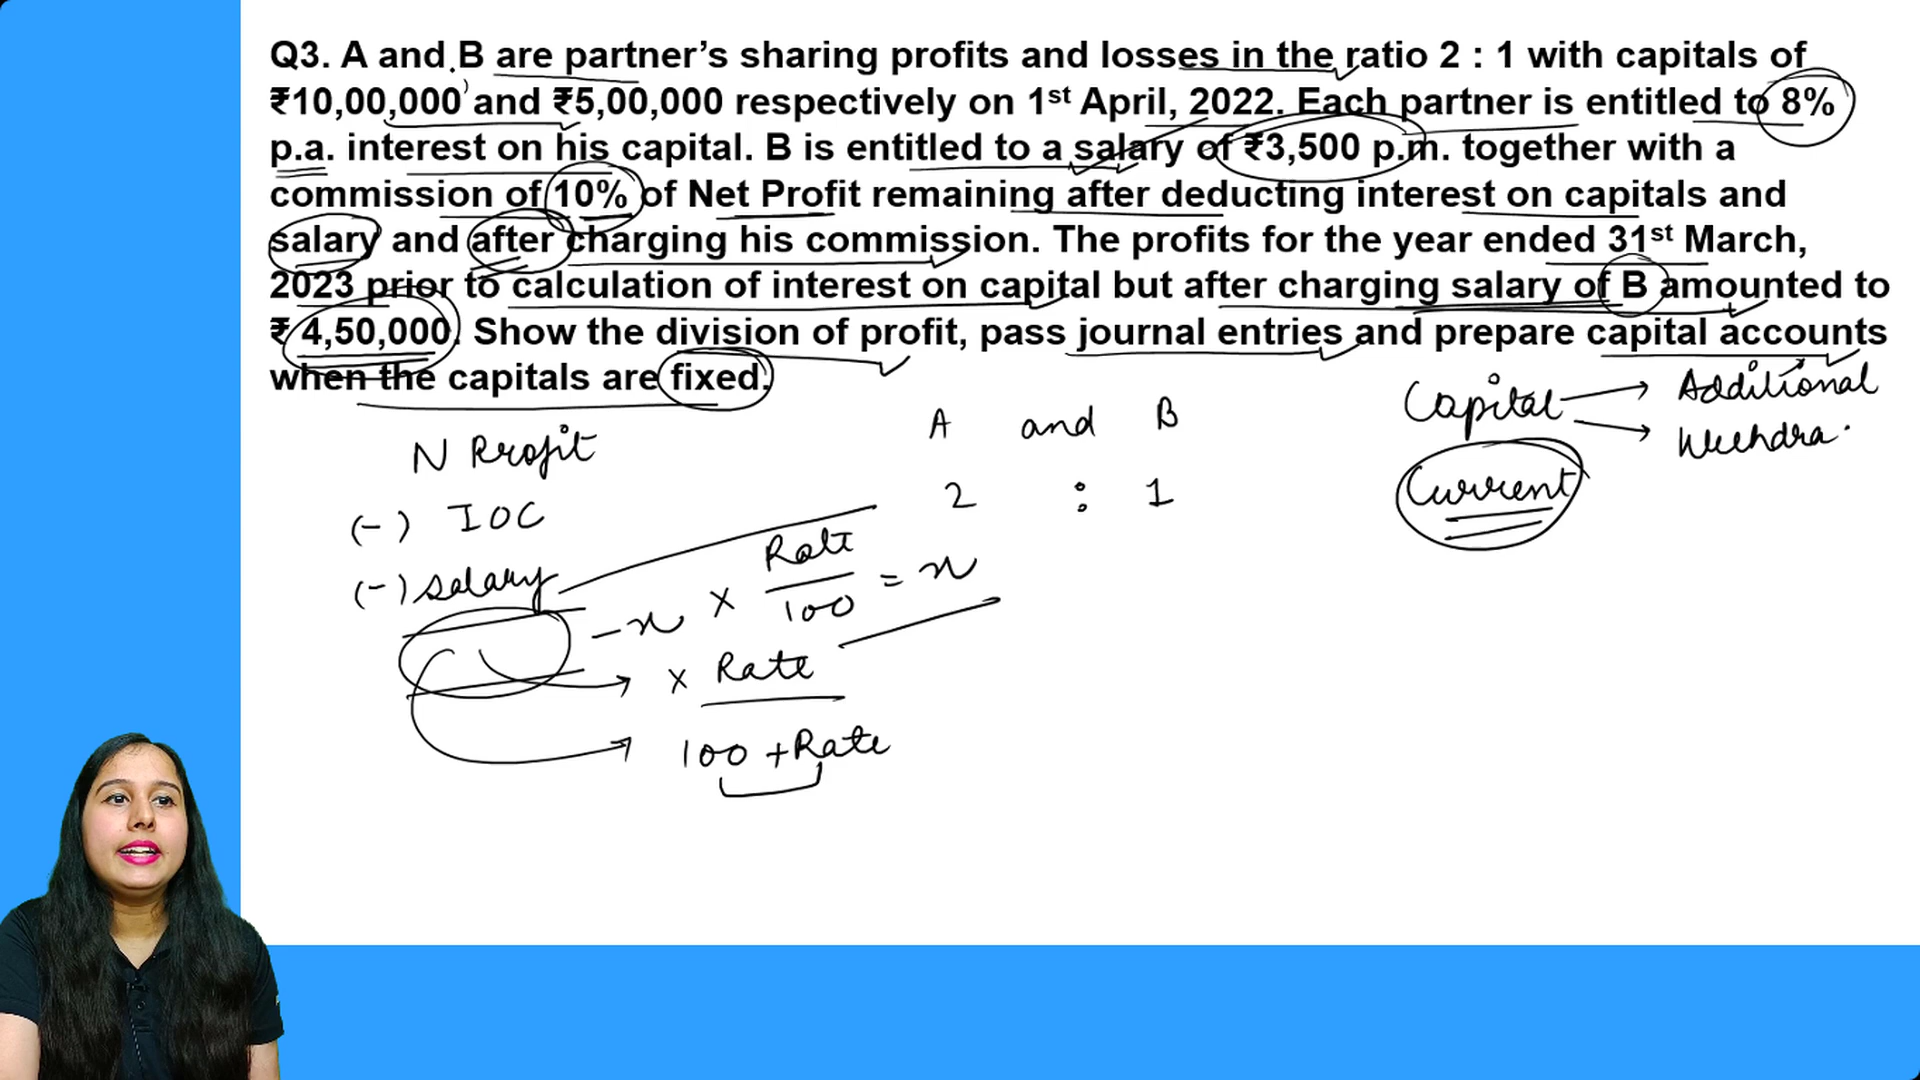 Q3. A and B are partner's sharing profits and losses in the ratio 2 : 1 with capitals of
₹10,00,000 and ₹5,00,000 respectively on 1st April, 2022. Each partner is entitled to 8%
p.a. interest on his capital. B is entitled to a salary of ₹3,500 p.m. together with a
commission of 10% of Net Profit remaining after deducting interest on capitals and
salary and after charging his commission. The profits for the year ended 31st March,
2023 prior to calculation of interest on capital but after charging salary of B amounted to
₹ 4,50,000. Show the division of profit, pass journal entries and prepare capital accounts
when the capitals are fixed.
Capital → Additional
→
Current
A and B
2 : 1
N Profit
(-) IOC
(-) salary
- x × Rate / 100 = x
× Rate
100 + Rate